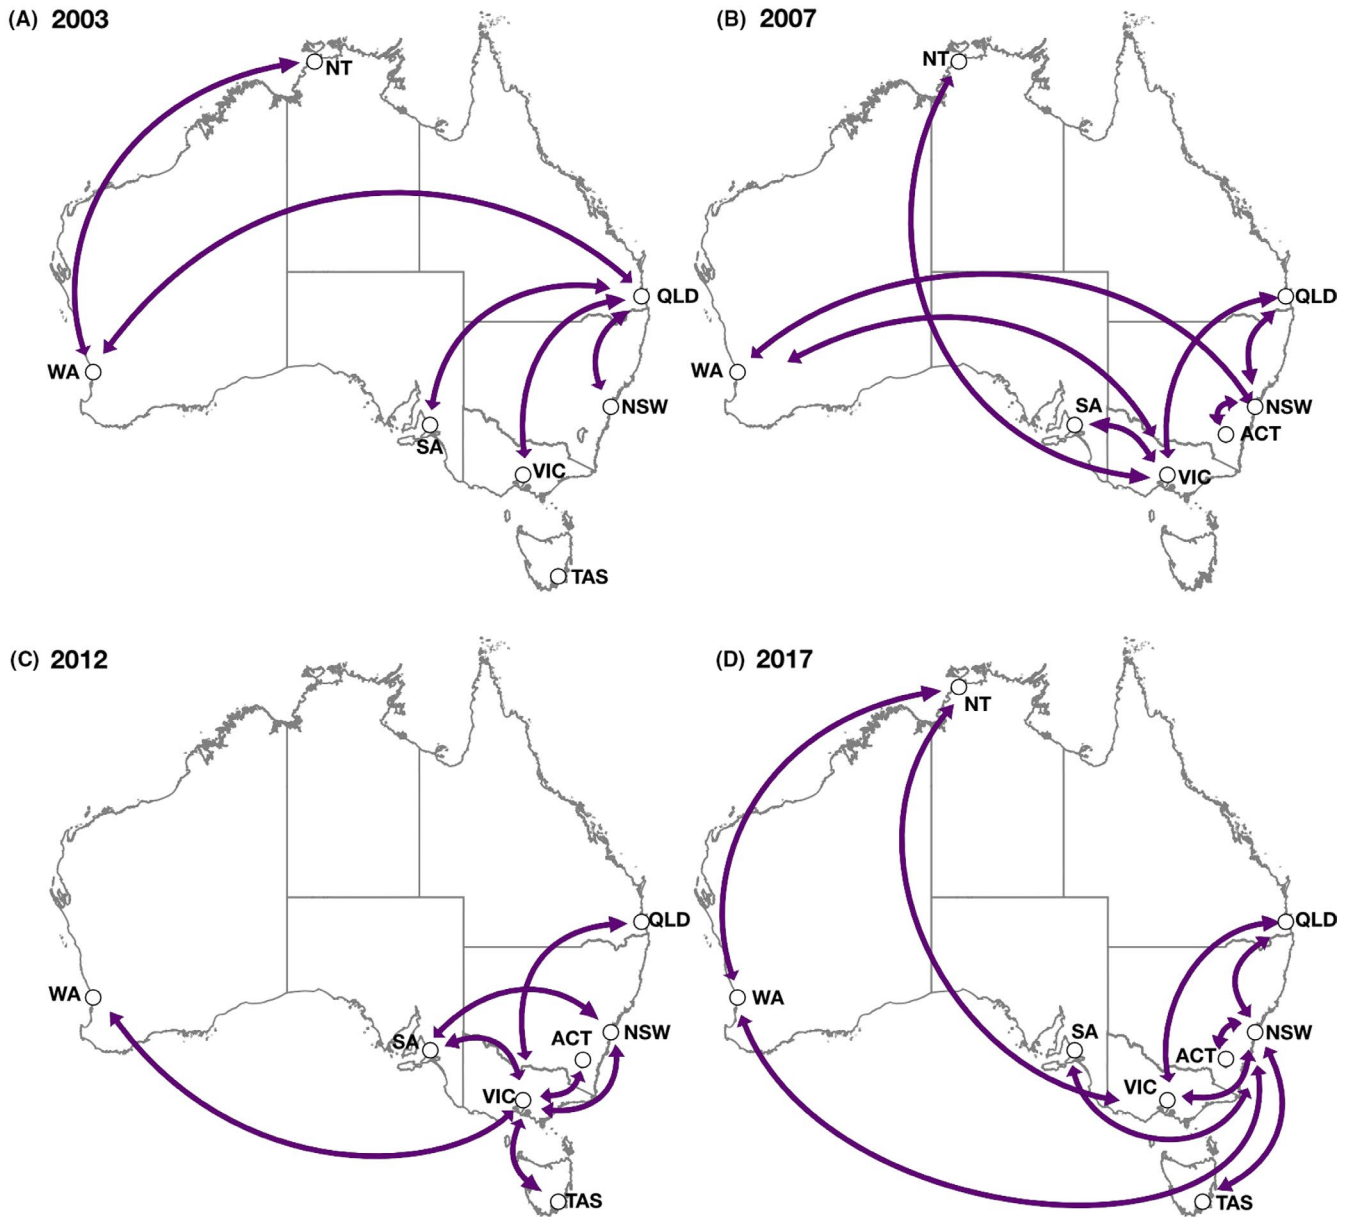 (A) 2003
NT
WA
QLD
NSW
SA
VIC
TAS
(B) 2007
NT
WA
QLD
SA
NSW
ACT
VIC
(C) 2012
WA
QLD
SA
ACT
NSW
VIC
TAS
(D) 2017
NT
WA
QLD
SA
NSW
ACT
VIC
TAS